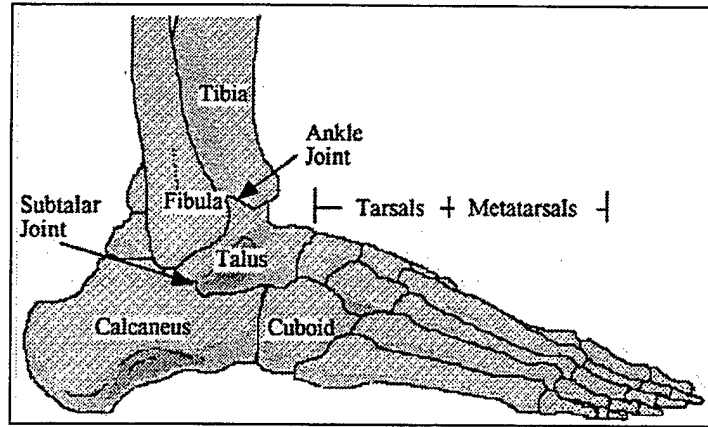 Tibia
Ankle
Joint
Fibula
Subtalar
Joint
Tarsals
Metatarsals
Talus
Calcaneus
Cuboid